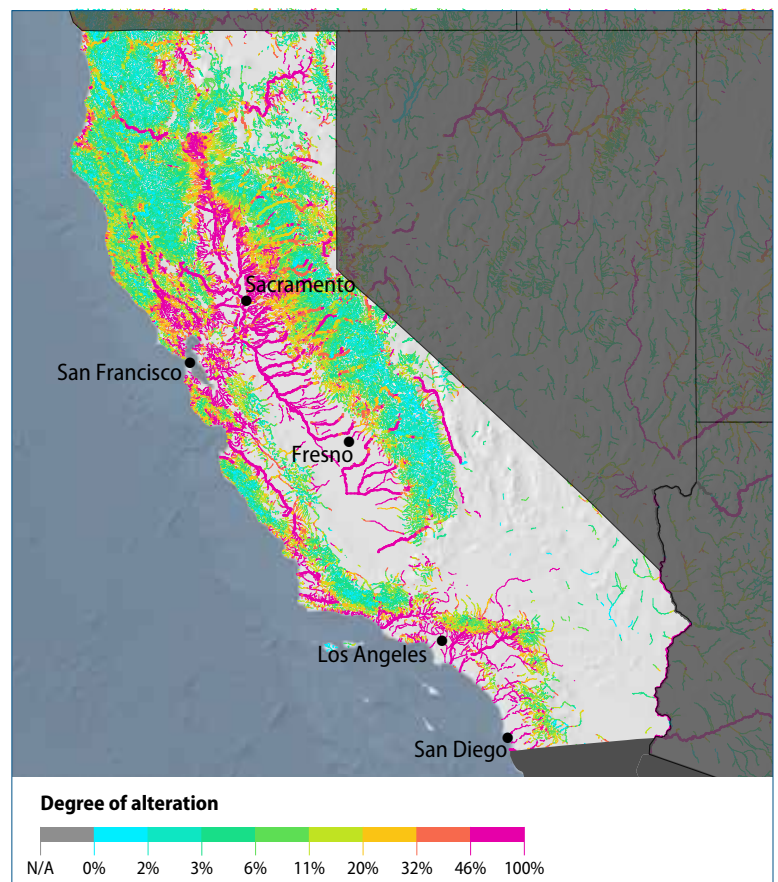 Sacramento
San Francisco
Fresno
Los Angeles
San Diego
Degree of alteration
N/A 0% 2% 3% 6% 11% 20% 32% 46% 100%